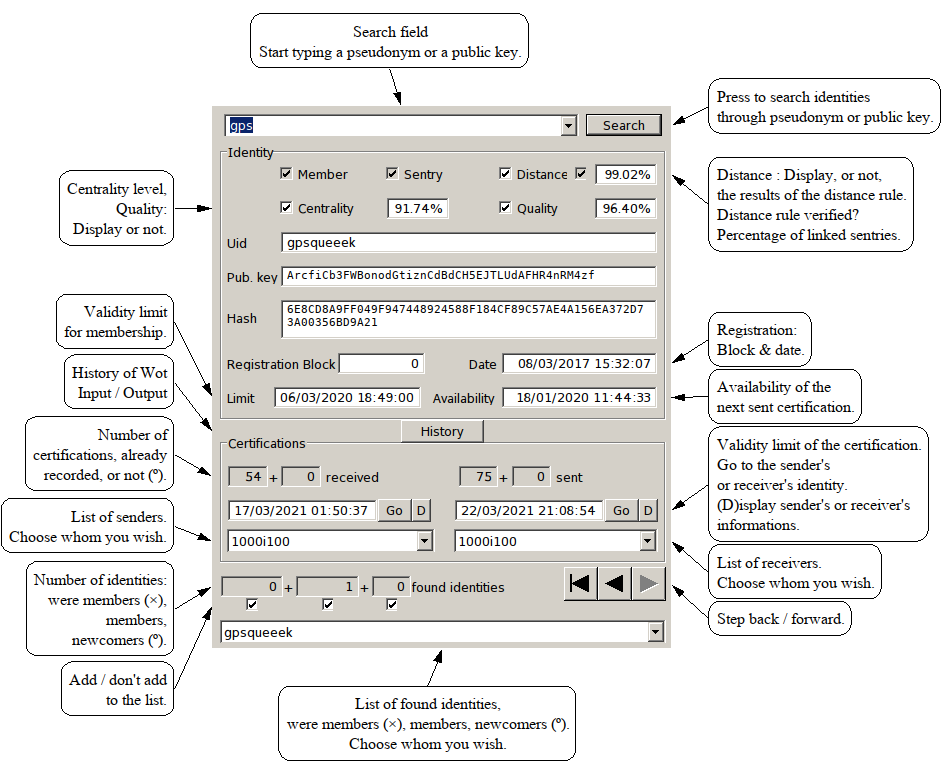 Search field
Start typing a pseudonym or a public key.
Press to search identities
through pseudonym or public key.
gps
Search
Identity
Member
Sentry
Distance
99.02%
Centrality
91.74%
Quality
96.40%
Centrality level,
Quality:
Display or not.
Distance : Display, or not,
the results of the distance rule.
Distance rule verified?
Percentage of linked sentries.
Uid
gpsqueeek
Pub. key
ArcfiCb3FWBonodGtiznCdBdCH5EJTLUdAFHR4nRM4zf
Hash
6E8CD8A9FF049F947448924588F184CF89C57AE4A156EA372D7
3A00356BD9A21
Validity limit
for membership.
Registration Block
0
Date
08/03/2017 15:32:07
Registration:
Block & date.
History of Wot
Input / Output
Limit
06/03/2020 18:49:00
Availability
18/01/2020 11:44:33
Availability of the
next sent certification.
History
Certifications
Number of
certifications, already
recorded, or not (º).
54 + 0 received
75 + 0 sent
Validity limit of the certification.
Go to the sender's
or receiver's identity.
(D)isplay sender's or receiver's
informations.
17/03/2021 01:50:37
Go
D
22/03/2021 21:08:54
Go
D
List of senders.
Choose whom you wish.
1000i100
1000i100
List of receivers.
Choose whom you wish.
Number of identities:
were members (×),
members,
newcomers (º).
0 + 1 + 0 found identities
Step back / forward.
gpsqueeek
Add / don't add
to the list.
List of found identities,
were members (×), members, newcomers (º).
Choose whom you wish.